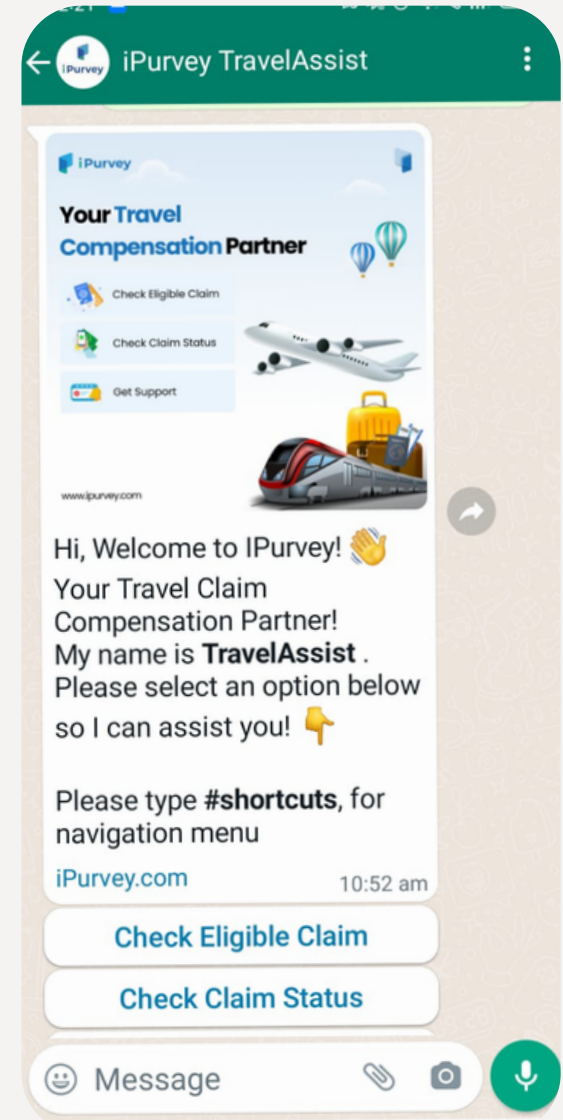 2:21
iPurvey
iPurvey TravelAssist
iPurvey
Your Travel
Compensation Partner
Check Eligible Claim
Check Claim Status
Get Support
www.ipurvey.com
Hi, Welcome to IPurvey! 👋
Your Travel Claim
Compensation Partner!
My name is TravelAssist .
Please select an option below
so I can assist you! 👇
Please type #shortcuts, for
navigation menu
iPurvey.com
10:52 am
Check Eligible Claim
Check Claim Status
Message